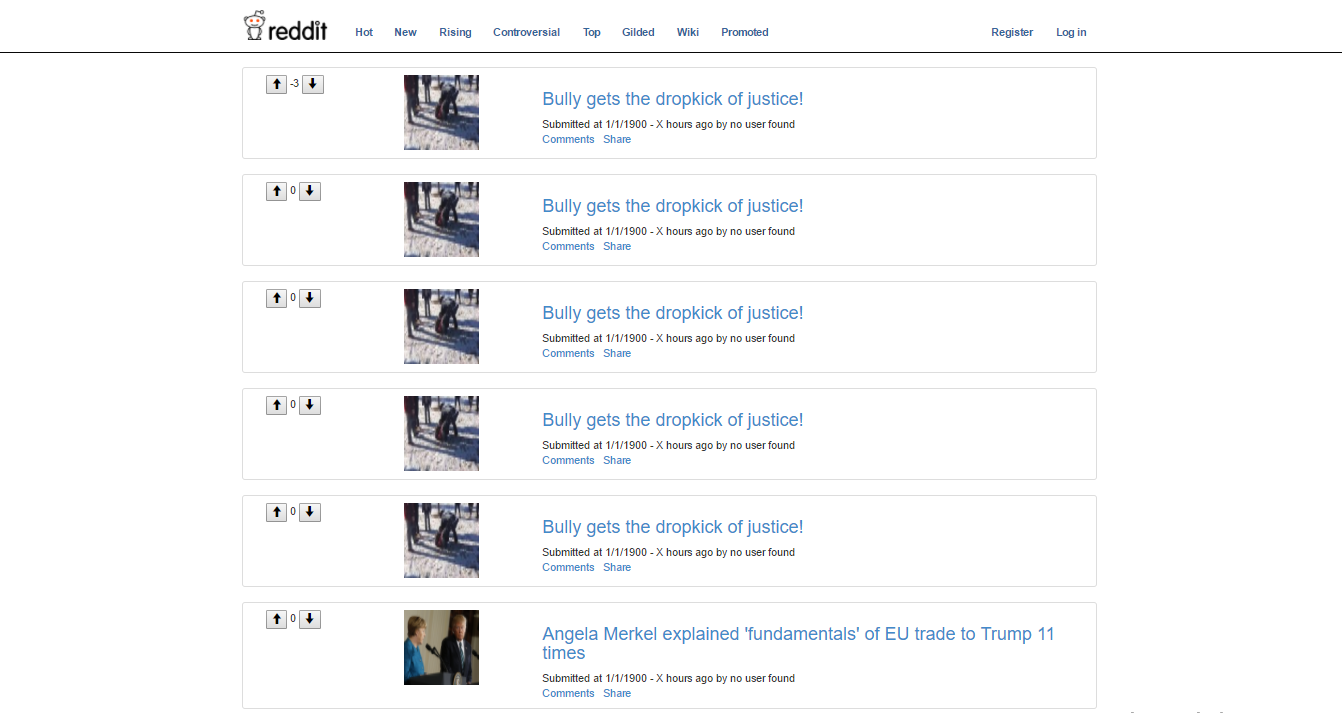 reddit Hot New Rising Controversial Top Gilded Wiki Promoted Register Log in
-3
Bully gets the dropkick of justice!
Submitted at 1/1/1900 - X hours ago by no user found
Comments Share
0
Bully gets the dropkick of justice!
Submitted at 1/1/1900 - X hours ago by no user found
Comments Share
0
Bully gets the dropkick of justice!
Submitted at 1/1/1900 - X hours ago by no user found
Comments Share
0
Bully gets the dropkick of justice!
Submitted at 1/1/1900 - X hours ago by no user found
Comments Share
0
Bully gets the dropkick of justice!
Submitted at 1/1/1900 - X hours ago by no user found
Comments Share
0
Angela Merkel explained 'fundamentals' of EU trade to Trump 11
times
Submitted at 1/1/1900 - X hours ago by no user found
Comments Share